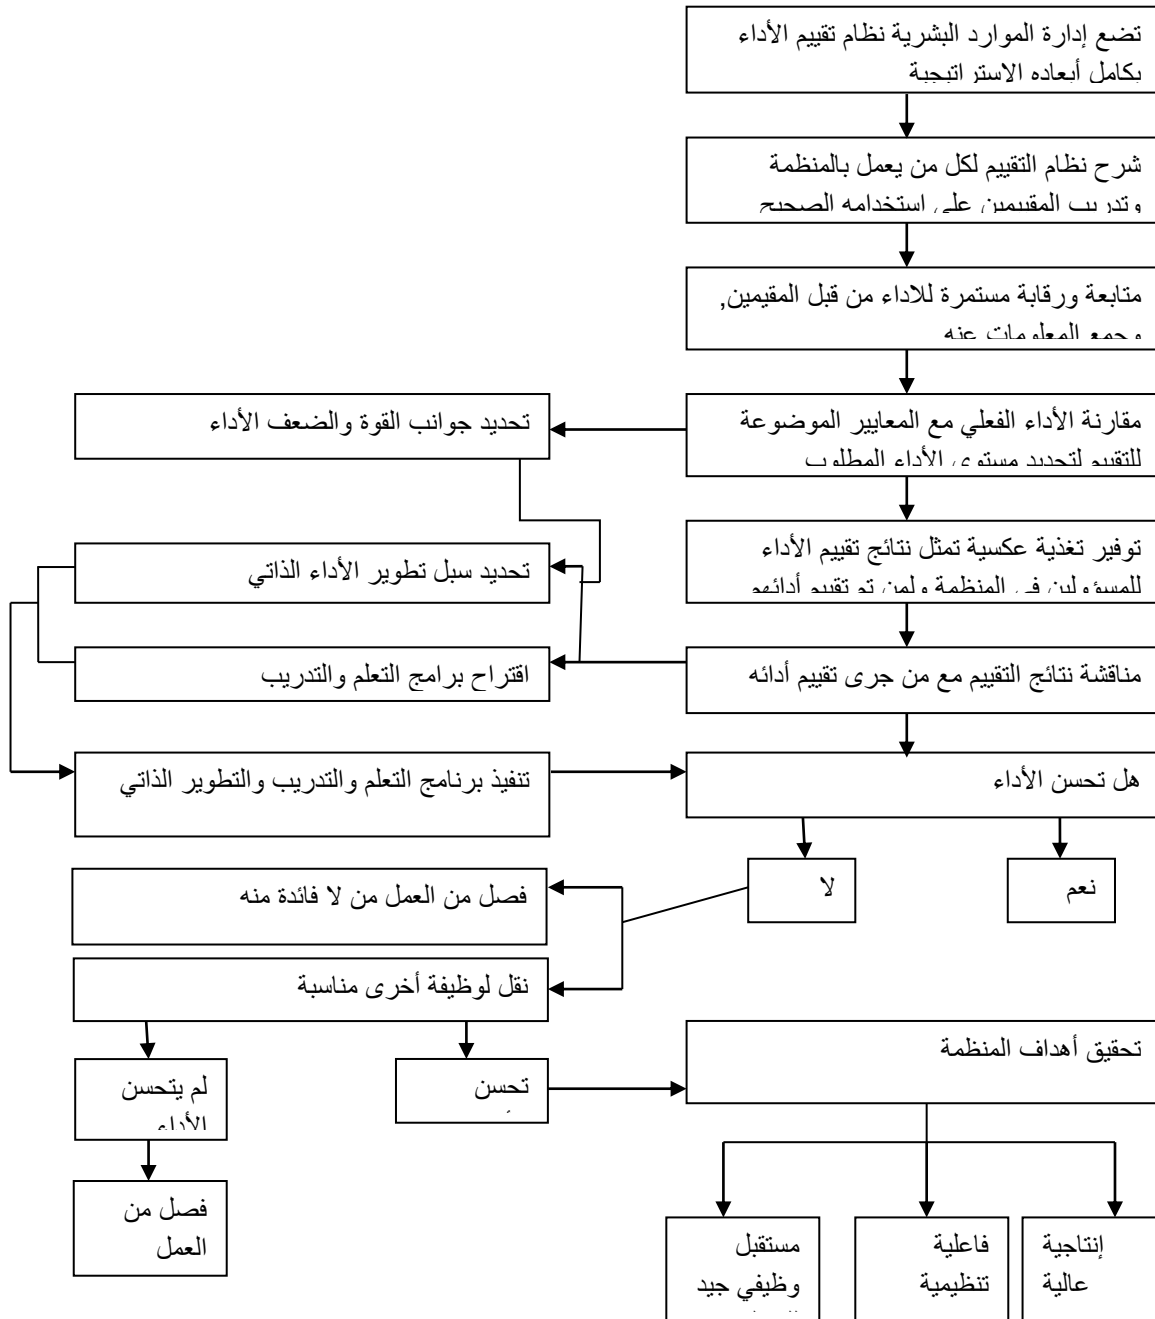 تضع إدارة الموارد البشرية نظام تقييم الأداء
بكامل أبعاده الاستراتيجية
شرح نظام التقييم لكل من يعمل بالمنظمة
وتدريب المقييمين على استخدامه الصحيح
متابعة ورقابة مستمرة للاداء من قبل المقيمين,
وجمع المعلومات عنه
مقارنة الأداء الفعلي مع المعايير الموضوعة
للتقييم لتحديد مستوى الأداء المطلوب
تحديد جوانب القوة والضعف الأداء
توفير تغذية عكسية تمثل نتائج تقييم الأداء
للمسؤولين في المنظمة ولمن تم تقييم أدائهم
تحديد سبل تطوير الأداء الذاتي
مناقشة نتائج التقييم مع من جرى تقييم أدائه
اقتراح برامج التعلم والتدريب
هل تحسن الأداء
تنفيذ برنامج التعلم والتدريب والتطوير الذاتي
نعم
لا
فصل من العمل من لا فائدة منه
نقل لوظيفة أخرى مناسبة
تحقيق أهداف المنظمة
تحسن
لم يتحسن
الأداء
فصل من
العمل
إنتاجية
عالية
فاعلية
تنظيمية
مستقبل
وظيفي جيد